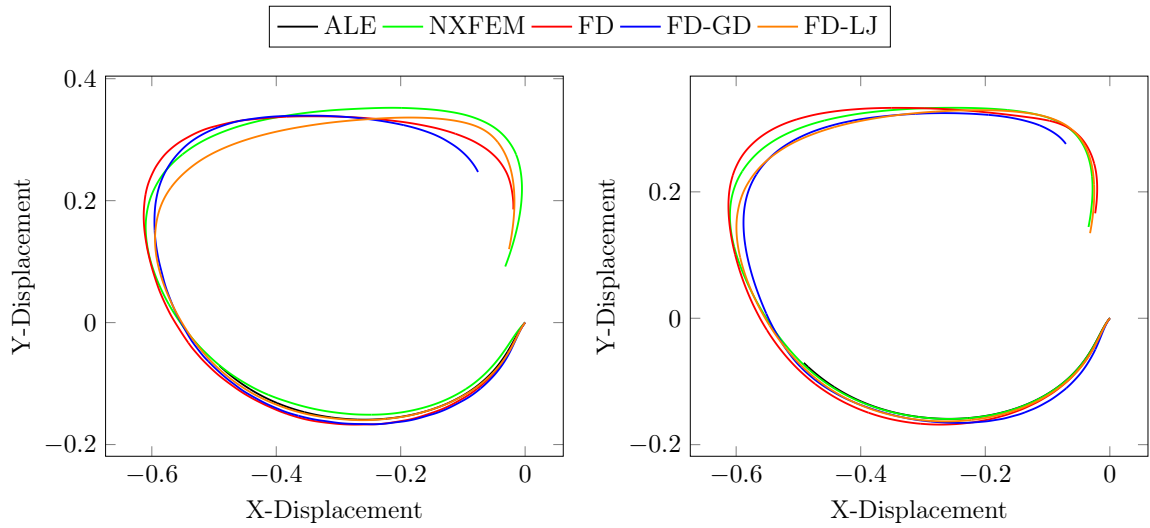 ALE NXFEM FD FD-GD FD-LJ
0.4
0.2
0
−0.2
Y-Displacement
−0.6 −0.4 −0.2 0
X-Displacement
0.2
0
−0.2
Y-Displacement
−0.6 −0.4 −0.2 0
X-Displacement